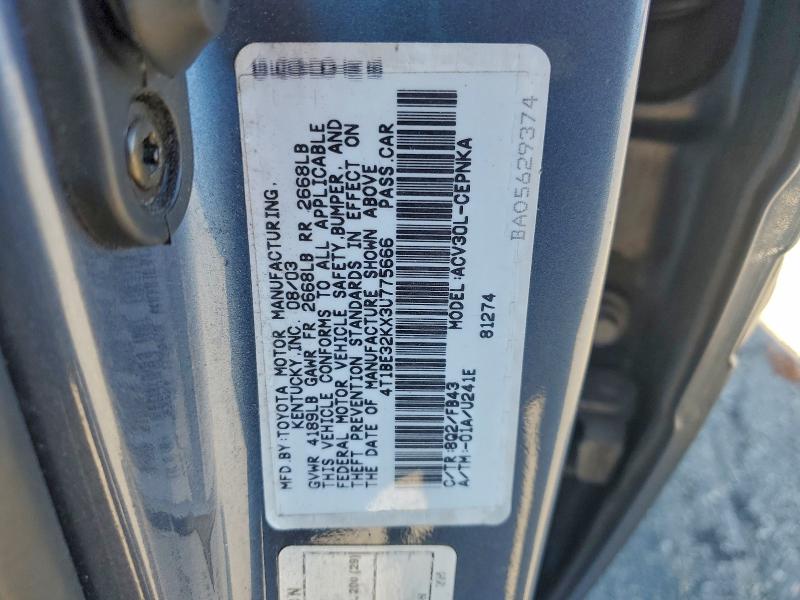 MFD BY:TOYOTA MOTOR MANUFACTURING,
KENTUCKY,INC. 08/03
GVWR 4189LB GAWR FR 2668LB RR 2668LB
THIS VEHICLE CONFORMS TO ALL APPLICABLE
FEDERAL MOTOR VEHICLE SAFETY,BUMPER, AND
THEFT PREVENTION STANDARDS IN EFFECT ON
THE DATE OF MANUFACTURE SHOWN ABOVE
4T1BE32KX3U775666 PASS.CAR
MODEL:ACV30L-CEPNKA
81274
C/TR:8Q2/FB43
A/TM:-01A/U241E
BA05629374